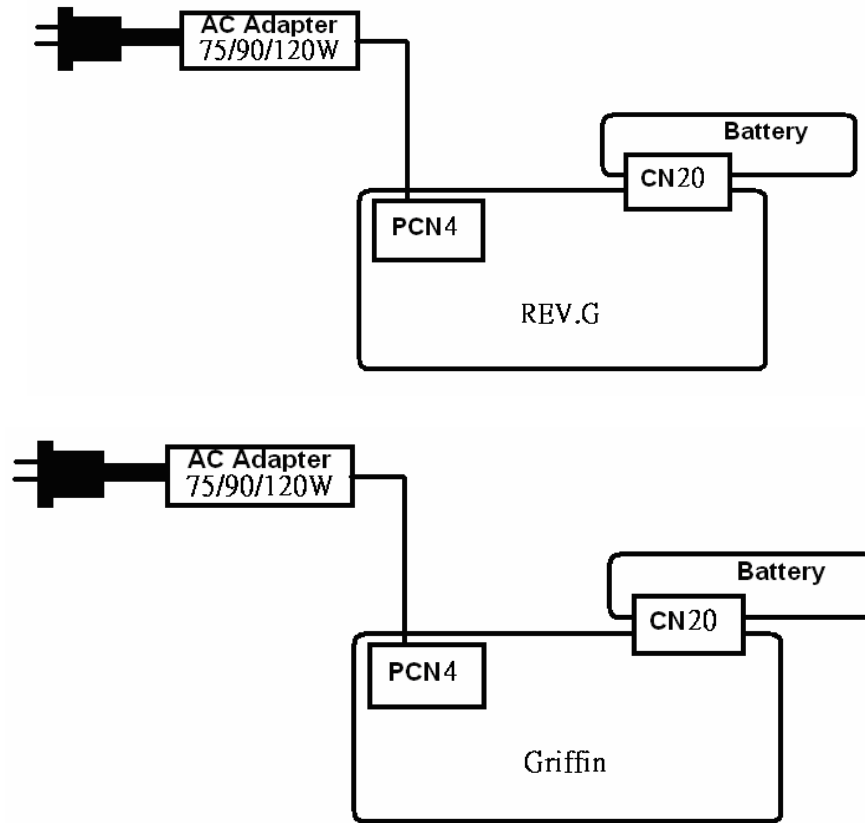 AC Adapter
75/90/120W
Battery
CN20
PCN4
REV.G
AC Adapter
75/90/120W
Battery
CN20
PCN4
Griffin